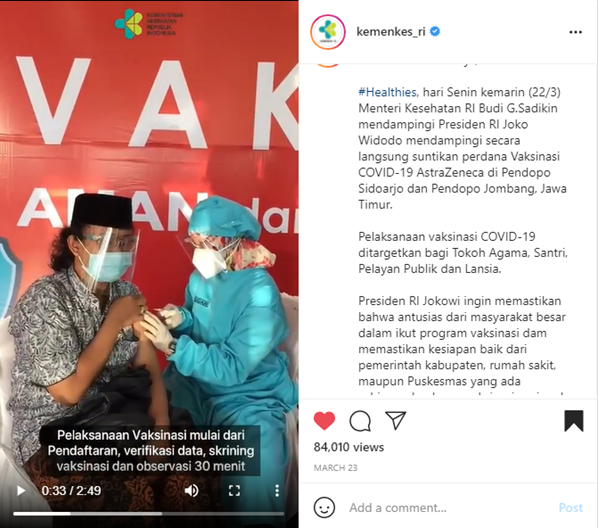 KEMENTERIAN
KESEHATAN
REPUBLIK
INDONESIA
VAK
AMAN dan
Pelaksanaan Vaksinasi mulai dari
Pendaftaran, verifikasi data, skrining
vaksinasi dan observasi 30 menit
0:33 / 2:49
kemenkes_ri
#Healthies, hari Senin kemarin (22/3)
Menteri Kesehatan RI Budi G.Sadikin
mendampingi Presiden RI Joko
Widodo mendampingi secara
langsung suntikan perdana Vaksinasi
COVID-19 AstraZeneca di Pendopo
Sidoarjo dan Pendopo Jombang, Jawa
Timur.
Pelaksanaan vaksinasi COVID-19
ditargetkan bagi Tokoh Agama, Santri,
Pelayan Publik dan Lansia.
Presiden RI Jokowi ingin memastikan
bahwa antusias dari masyarakat besar
dalam ikut program vaksinasi dam
memastikan kesiapan baik dari
pemerintah kabupaten, rumah sakit,
maupun Puskesmas yang ada
84,010 views
MARCH 23
Add a comment...
Post